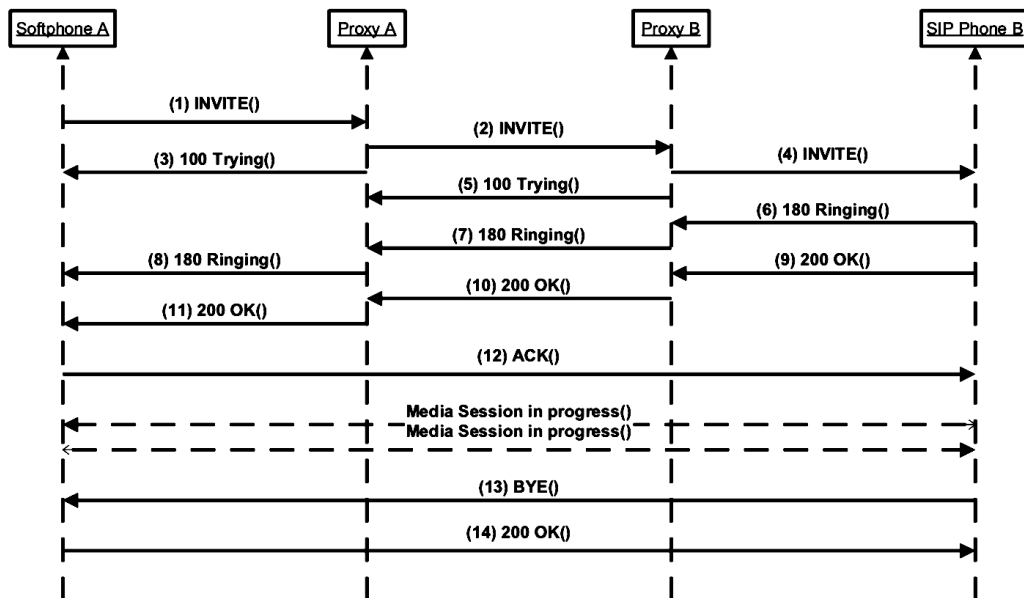 Softphone A
Proxy A
Proxy B
SIP Phone B
(1) INVITE()
(2) INVITE()
(3) 100 Trying()
(4) INVITE()
(5) 100 Trying()
(6) 180 Ringing()
(7) 180 Ringing()
(8) 180 Ringing()
(9) 200 OK()
(10) 200 OK()
(11) 200 OK()
(12) ACK()
Media Session in progress()
Media Session in progress()
(13) BYE()
(14) 200 OK()